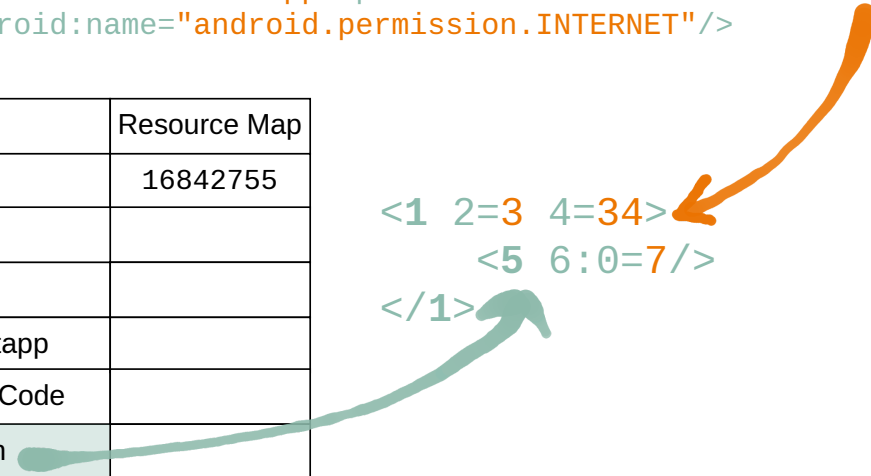 roid:name="android.permission.INTERNET"/>
Resource Map
16842755
<1 2=3 4=34>
<5 6:0=7/>
</1>
app
Code